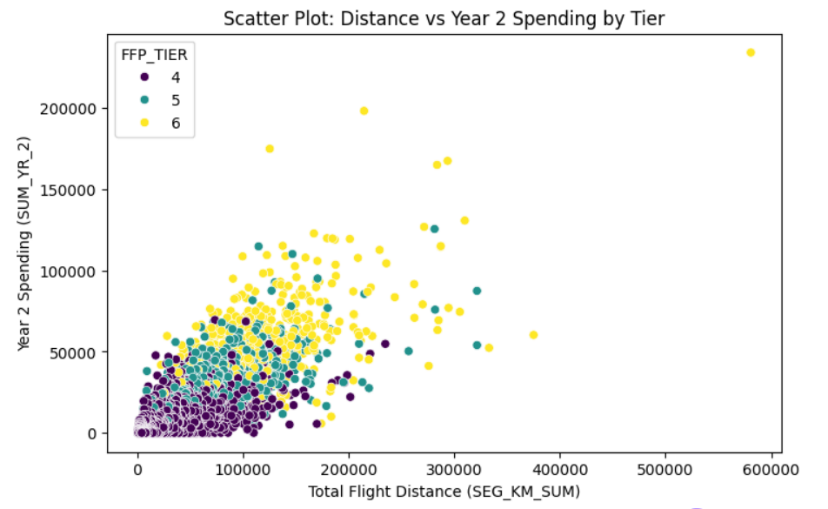 Scatter Plot: Distance vs Year 2 Spending by Tier
FFP_TIER
4
5
6
200000
150000
100000
50000
0
Year 2 Spending (SUM_YR_2)
0 100000 200000 300000 400000 500000 600000
Total Flight Distance (SEG_KM_SUM)